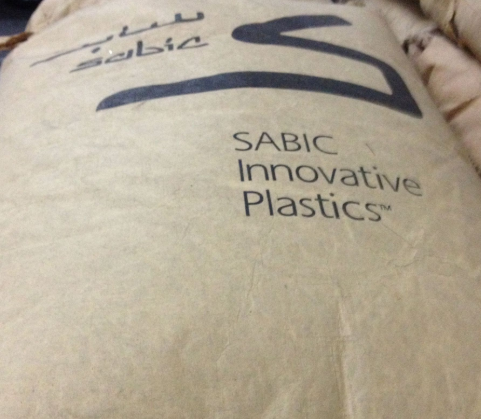 سابك
sabic
SABIC
Innovative
Plastics™